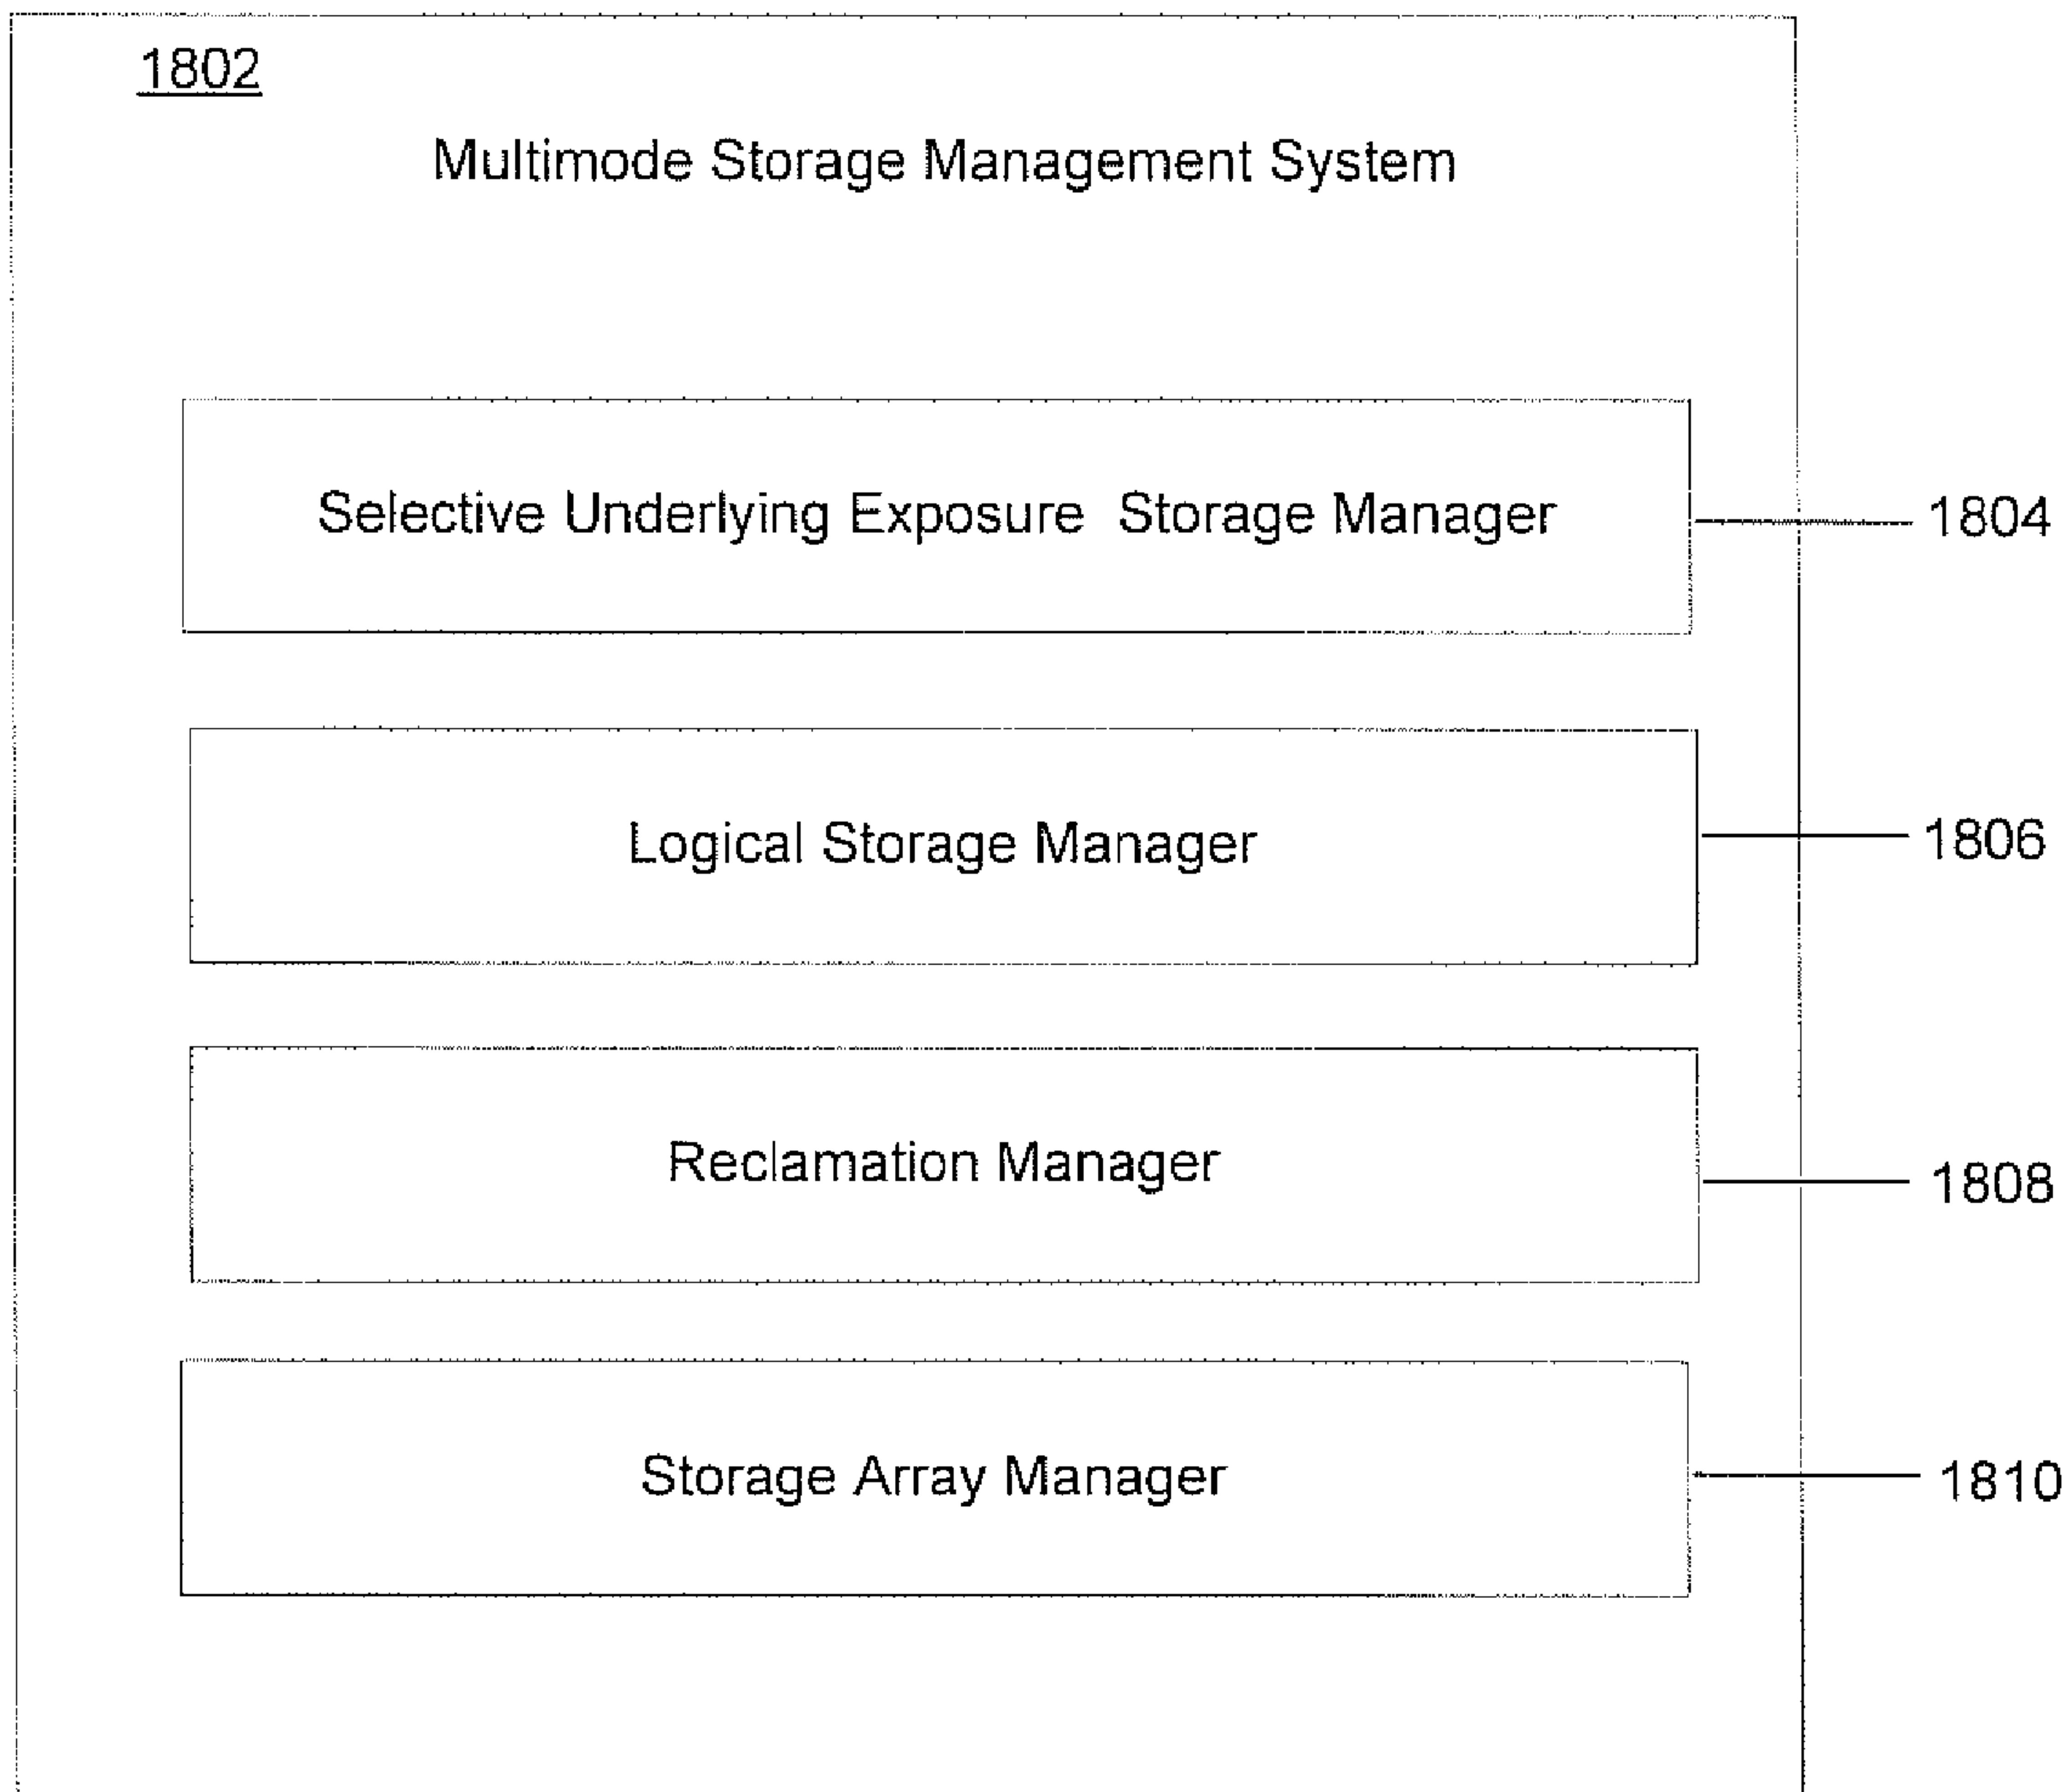 1802
Multimode Storage Management System
Selective Underlying Exposure Storage Manager
1804
Logical Storage Manager
1806
Reclamation Manager
1808
Storage Array Manager
1810